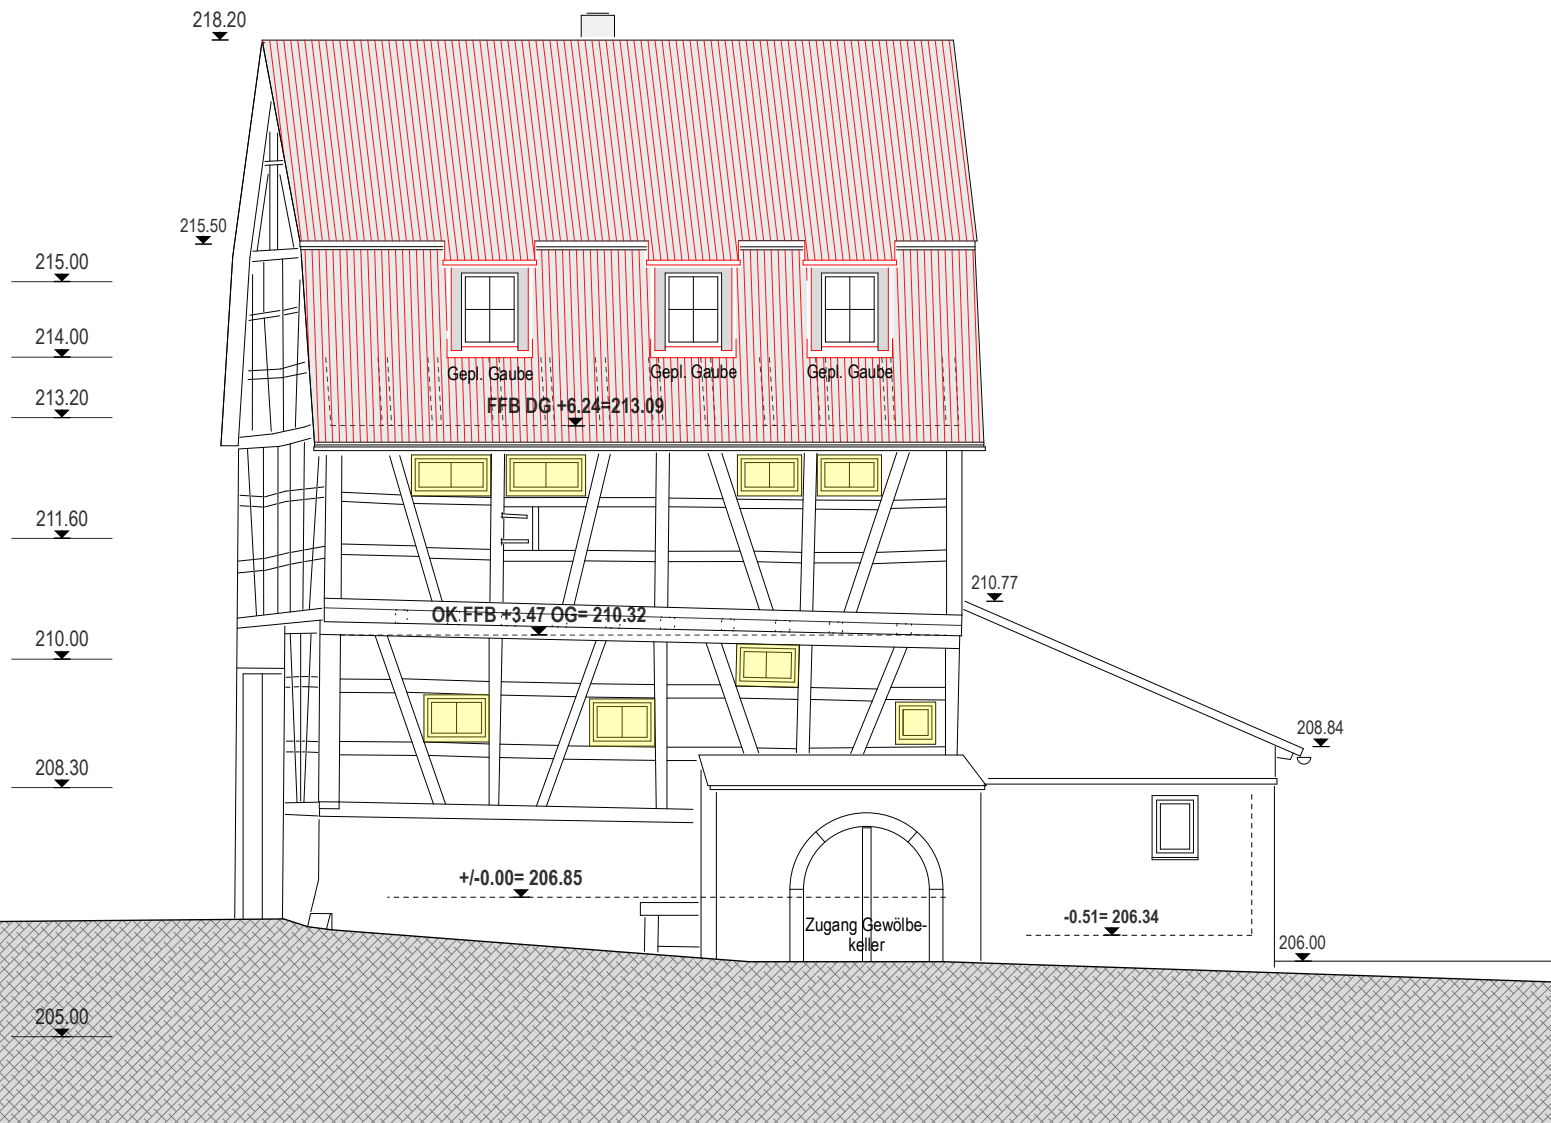 218.20
215.50
215.00
214.00
213.20
Gepl. Gaube
Gepl. Gaube
Gepl. Gaube
FFB DG +6.24=213.09
211.60
210.77
OK FFB +3.47 OG= 210.32
210.00
208.84
208.30
+/-0.00= 206.85
Zugang Gewölbe-
keller
-0.51= 206.34
206.00
205.00